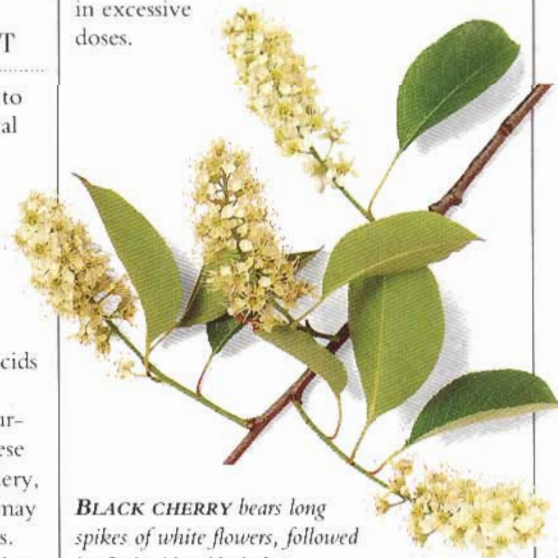 in excessive
doses.
T
to
al
cids
ur-
ese
ery,
may
s.
BLACK CHERRY bears long
spikes of white flowers, followed